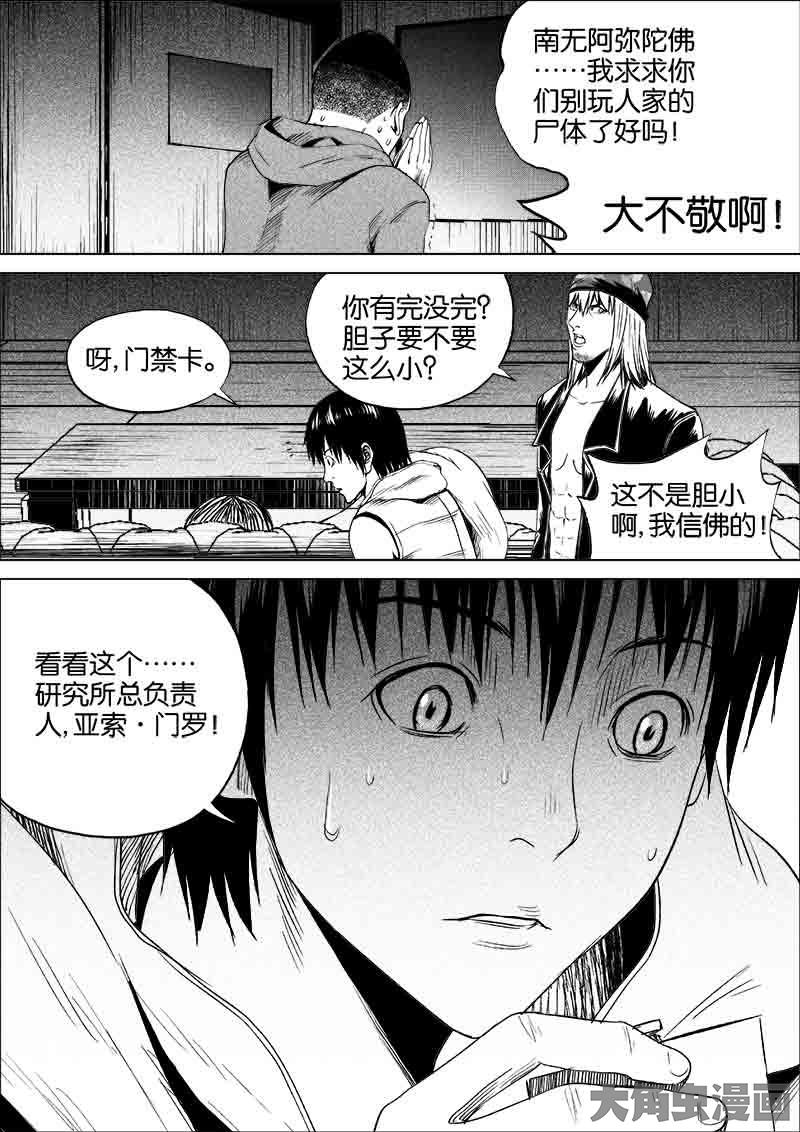 南无阿弥陀佛
……我求求你
们别玩人家的
尸体了好吗！
大不敬啊！
呀，门禁卡。
你有完没完？
胆子要不要
这么小？
这不是胆小
啊，我信佛的！
看看这个……
研究所总负责
人，亚索·门罗！
大角虫漫画